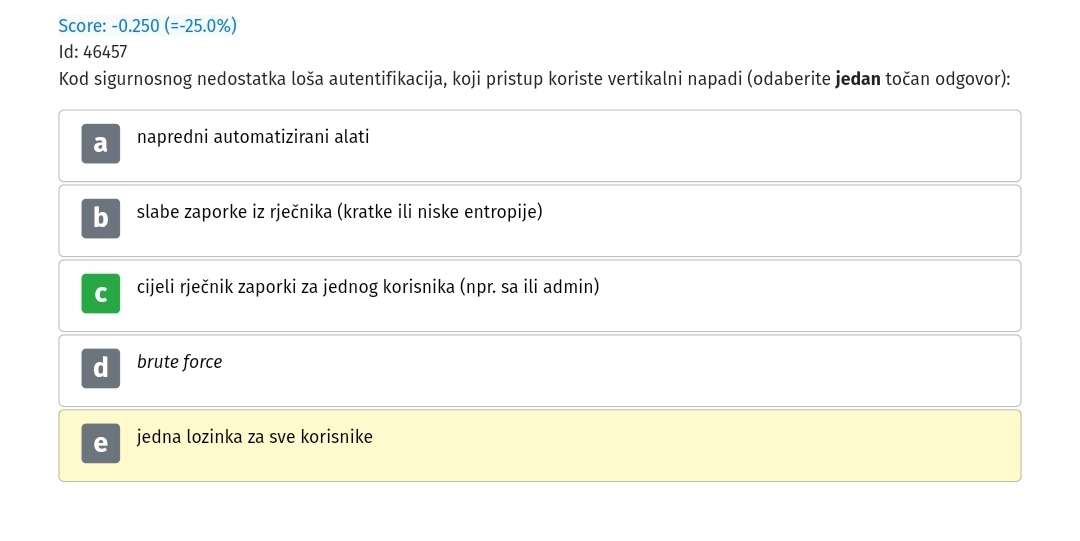 Score: -0.250 (=-25.0%)
Id: 46457
Kod sigurnosnog nedostatka loša autentifikacija, koji pristup koriste vertikalni napadi (odaberite jedan točan odgovor):
a napredni automatizirani alati
b slabe zaporke iz rječnika (kratke ili niske entropije)
c cijeli rječnik zaporki za jednog korisnika (npr. sa ili admin)
d brute force
e jedna lozinka za sve korisnike